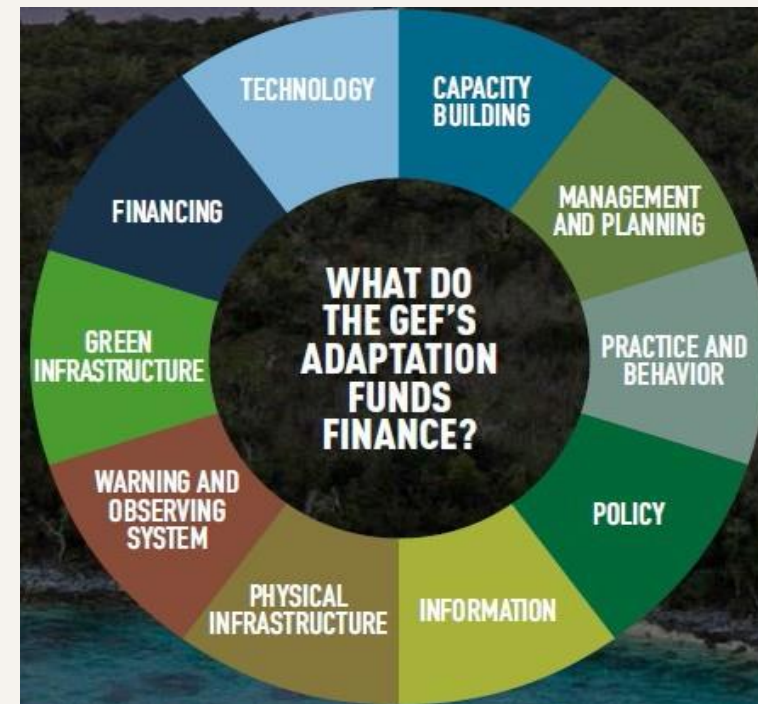 WHAT DO
THE GEF'S
ADAPTATION
FUNDS
FINANCE?
CAPACITY
BUILDING
MANAGEMENT
AND PLANNING
PRACTICE AND
BEHAVIOR
POLICY
INFORMATION
PHYSICAL
INFRASTRUCTURE
WARNING AND
OBSERVING
SYSTEM
GREEN
INFRASTRUCTURE
FINANCING
TECHNOLOGY